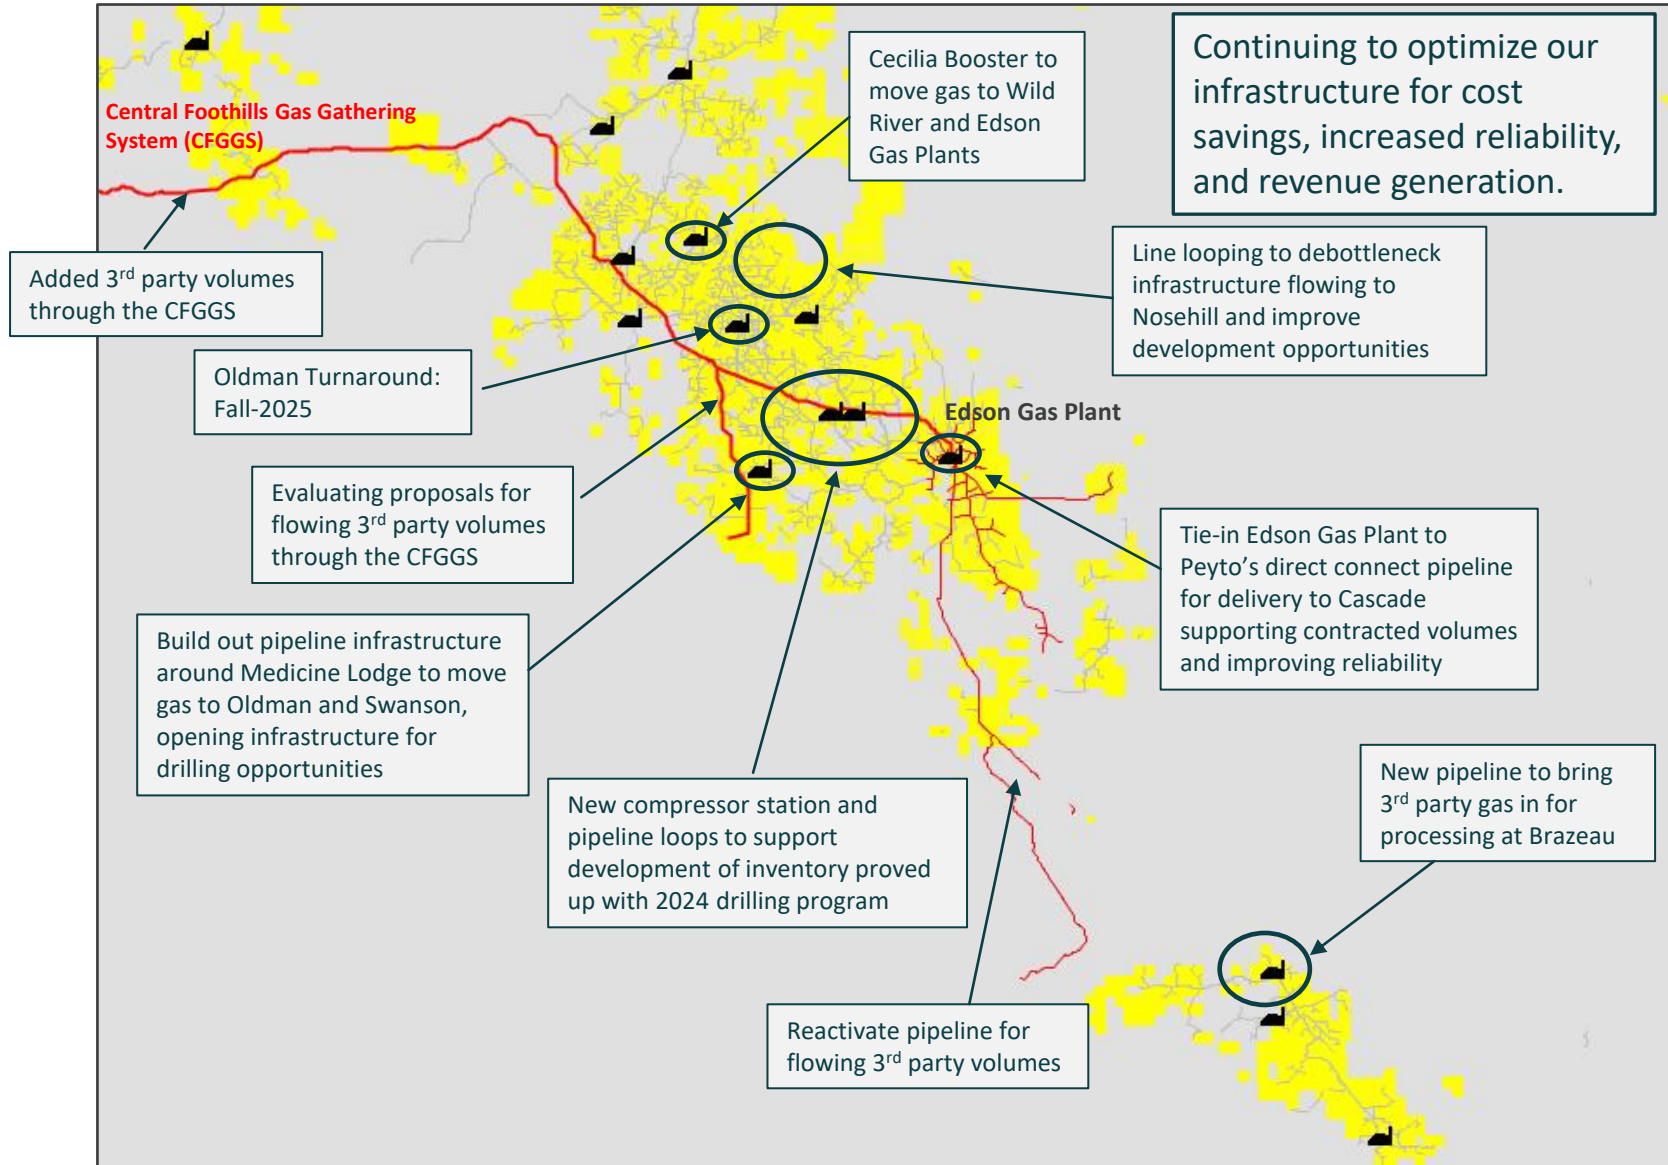 Continuing to optimize our
infrastructure for cost
savings, increased reliability,
and revenue generation.
Cecilia Booster to
move gas to Wild
River and Edson
Gas Plants
Central Foothills Gas Gathering
System (CFGGS)
Added 3rd party volumes
through the CFGGS
Line looping to debottleneck
infrastructure flowing to
Nosehill and improve
development opportunities
Oldman Turnaround:
Fall-2025
Edson Gas Plant
Evaluating proposals for
flowing 3rd party volumes
through the CFGGS
Tie-in Edson Gas Plant to
Peyto's direct connect pipeline
for delivery to Cascade
supporting contracted volumes
and improving reliability
Build out pipeline infrastructure
around Medicine Lodge to move
gas to Oldman and Swanson,
opening infrastructure for
drilling opportunities
New compressor station and
pipeline loops to support
development of inventory proved
up with 2024 drilling program
New pipeline to bring
3rd party gas in for
processing at Brazeau
Reactivate pipeline for
flowing 3rd party volumes